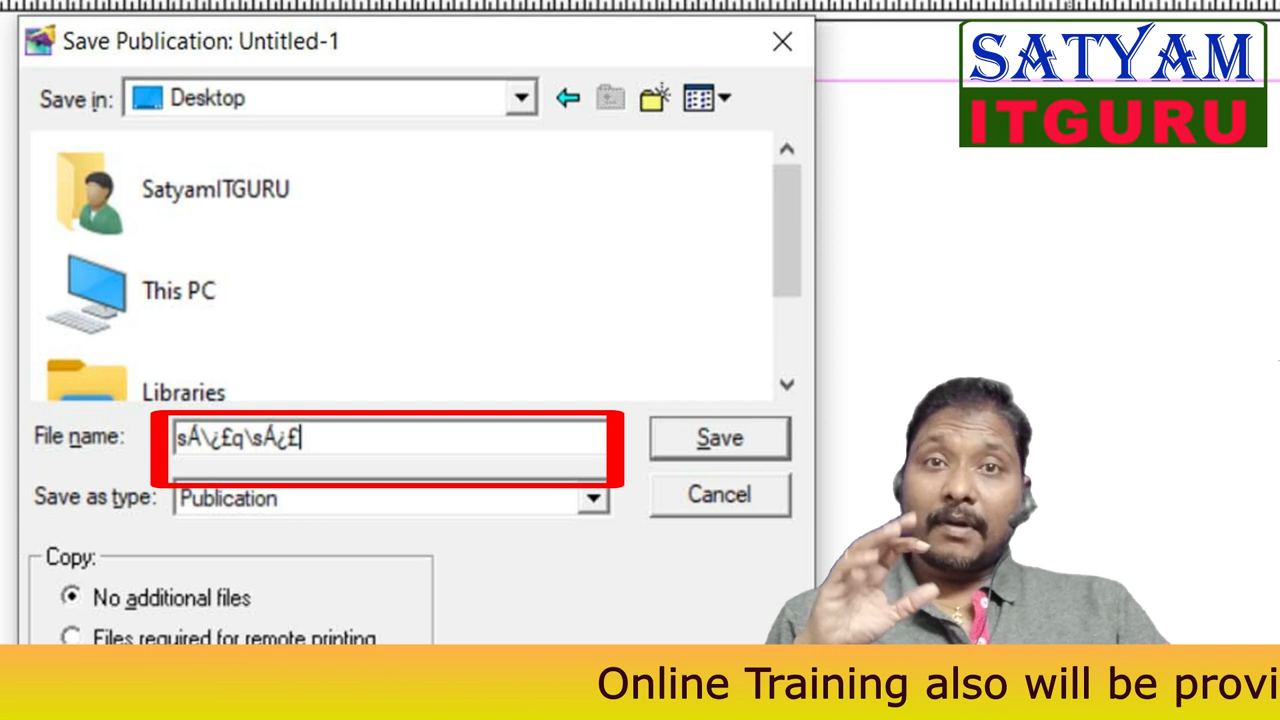 Save Publication: Untitled-1
SATYAM
ITGURU
Save in: Desktop
SatyamITGURU
This PC
Libraries
File name: sÁ\¿£q\sÁ¿£ Save
Save as type: Publication Cancel
Copy:
No additional files
Files required for remote printing
Online Training also will be provi